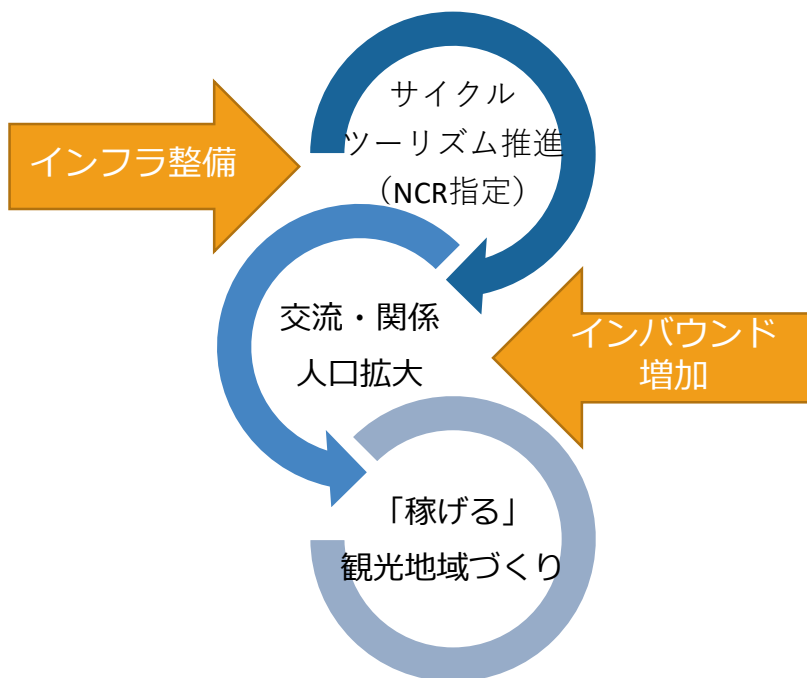 サイクル
ツーリズム推進
（NCR指定）
インフラ整備
交流・関係
人口拡大
インバウンド
増加
「稼げる」
観光地域づくり